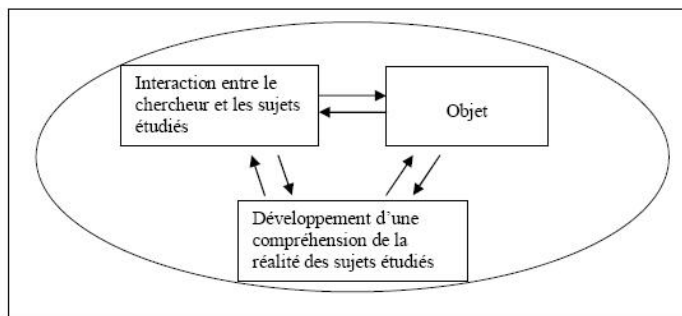 Interaction entre le
chercheur et les sujets
étudiés
Objet
Développement d’une
compréhension de la
réalité des sujets étudiés